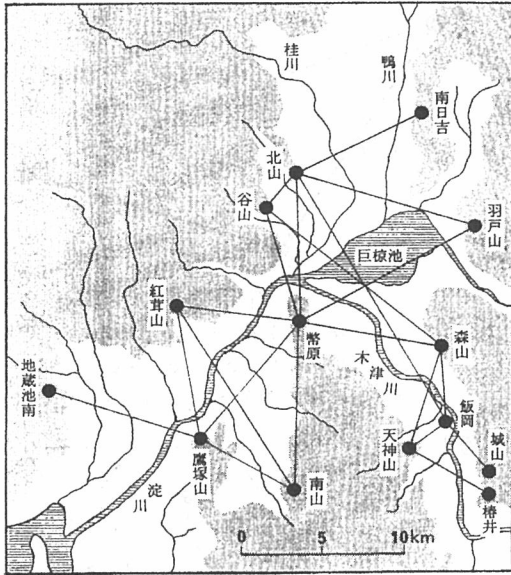 桂川
鴨川
南日吉
北山
谷山
羽戸山
巨椋池
紅茸山
幣原
森山
木津川
地蔵池南
飯岡
天神山
城山
鷹塚山
椿井
淀川
南山
0 5 10km